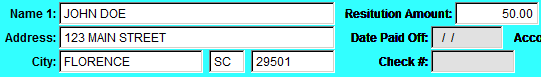 Name 1: JOHN DOE Resitution Amount: 50.00
Address: 123 MAIN STREET Date Paid Off: / / Acco
City: FLORENCE SC 29501 Check #: